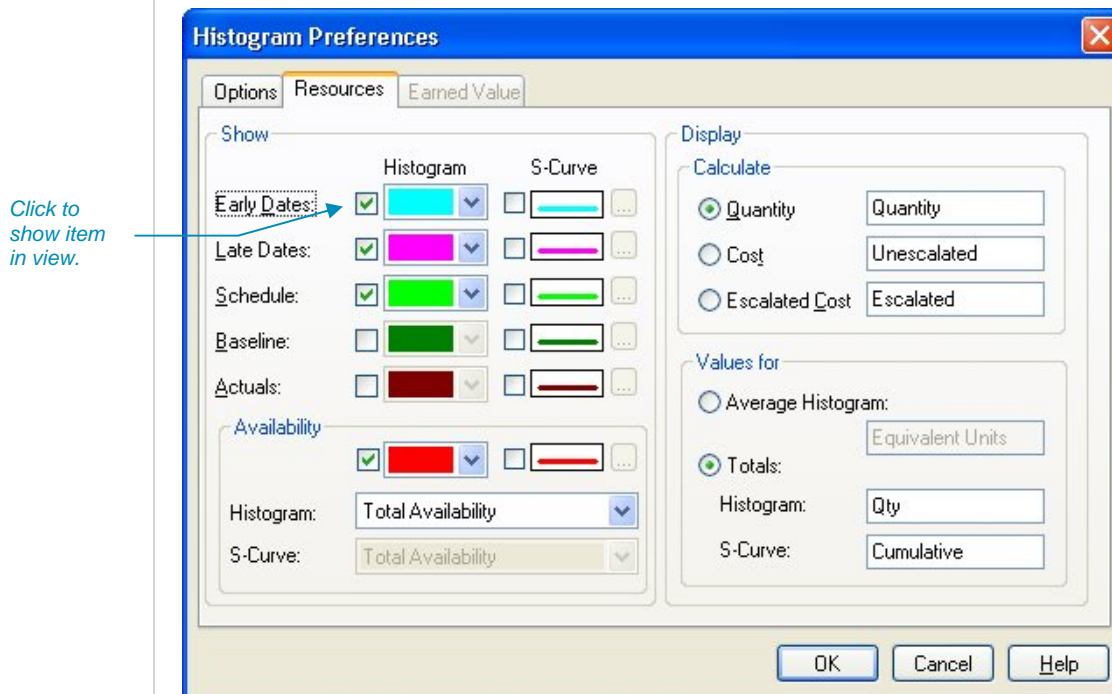 Histogram Preferences
Options Resources Earned Value
Show
Histogram S-Curve
Early Dates:
Late Dates:
Schedule:
Baseline:
Actuals:
Availability
Histogram: Total Availability
S-Curve: Total Availability
Display
Calculate
Quantity Quantity
Cost Unescalated
Escalated Cost Escalated
Values for
Average Histogram:
Equivalent Units
Totals:
Histogram: Qty
S-Curve: Cumulative
OK Cancel Help
Click to
show item
in view.